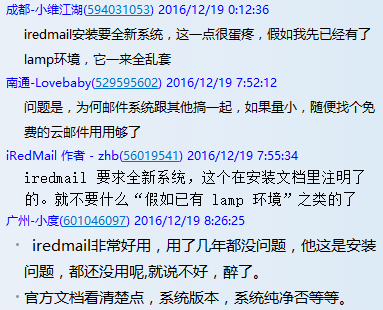 成都-小维江湖(594031053) 2016/12/19 0:12:36
iredmail安装要全新系统，这一点很蛋疼，假如我先已经有了
lamp环境，它一来全乱套
南通-Lovebaby(529595602) 2016/12/19 7:52:12
问题是，为何邮件系统跟其他搞一起，如果量小，随便找个免
费的云邮件用用够了
iRedMail 作者 - zhb(56019541) 2016/12/19 7:55:34
iredmail 要求全新系统，这个在安装文档里注明了
的。就不要什么“假如已有 lamp 环境”之类的了
广州-小度(601046097) 2016/12/19 8:26:25
• iredmail非常好用，用了几年都没问题，他这是安装
问题，都还没用呢,就说不好，醉了。
• 官方文档看清楚点，系统版本，系统纯净否等等。